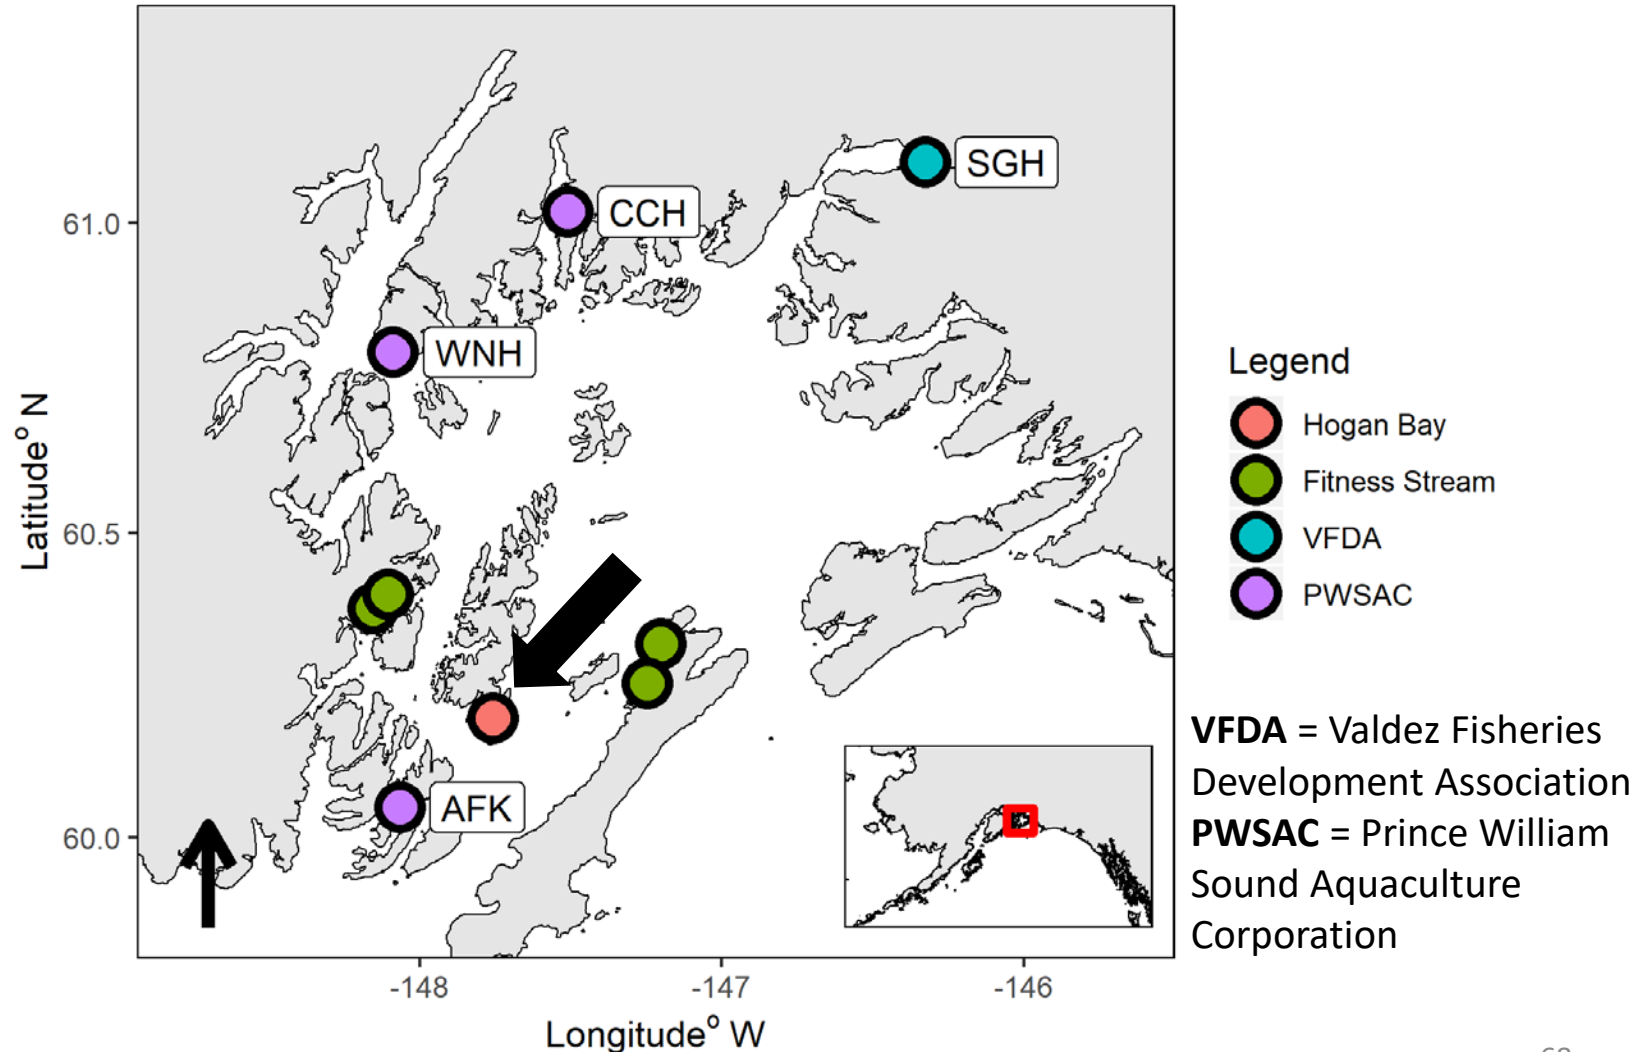 SGH
CCH
WNH
AFK
61.0
60.5
60.0
Latitude° N
-148
-147
-146
Longitude° W
Legend
Hogan Bay
Fitness Stream
VFDA
PWSAC
VFDA = Valdez Fisheries
Development Association
PWSAC = Prince William
Sound Aquaculture
Corporation